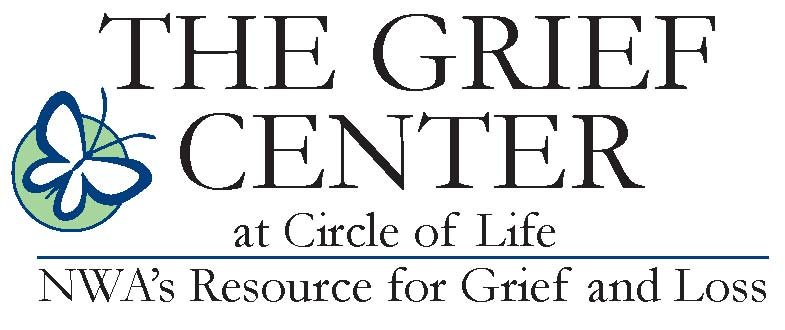 THE GRIEF
CENTER
at Circle of Life
NWA's Resource for Grief and Loss